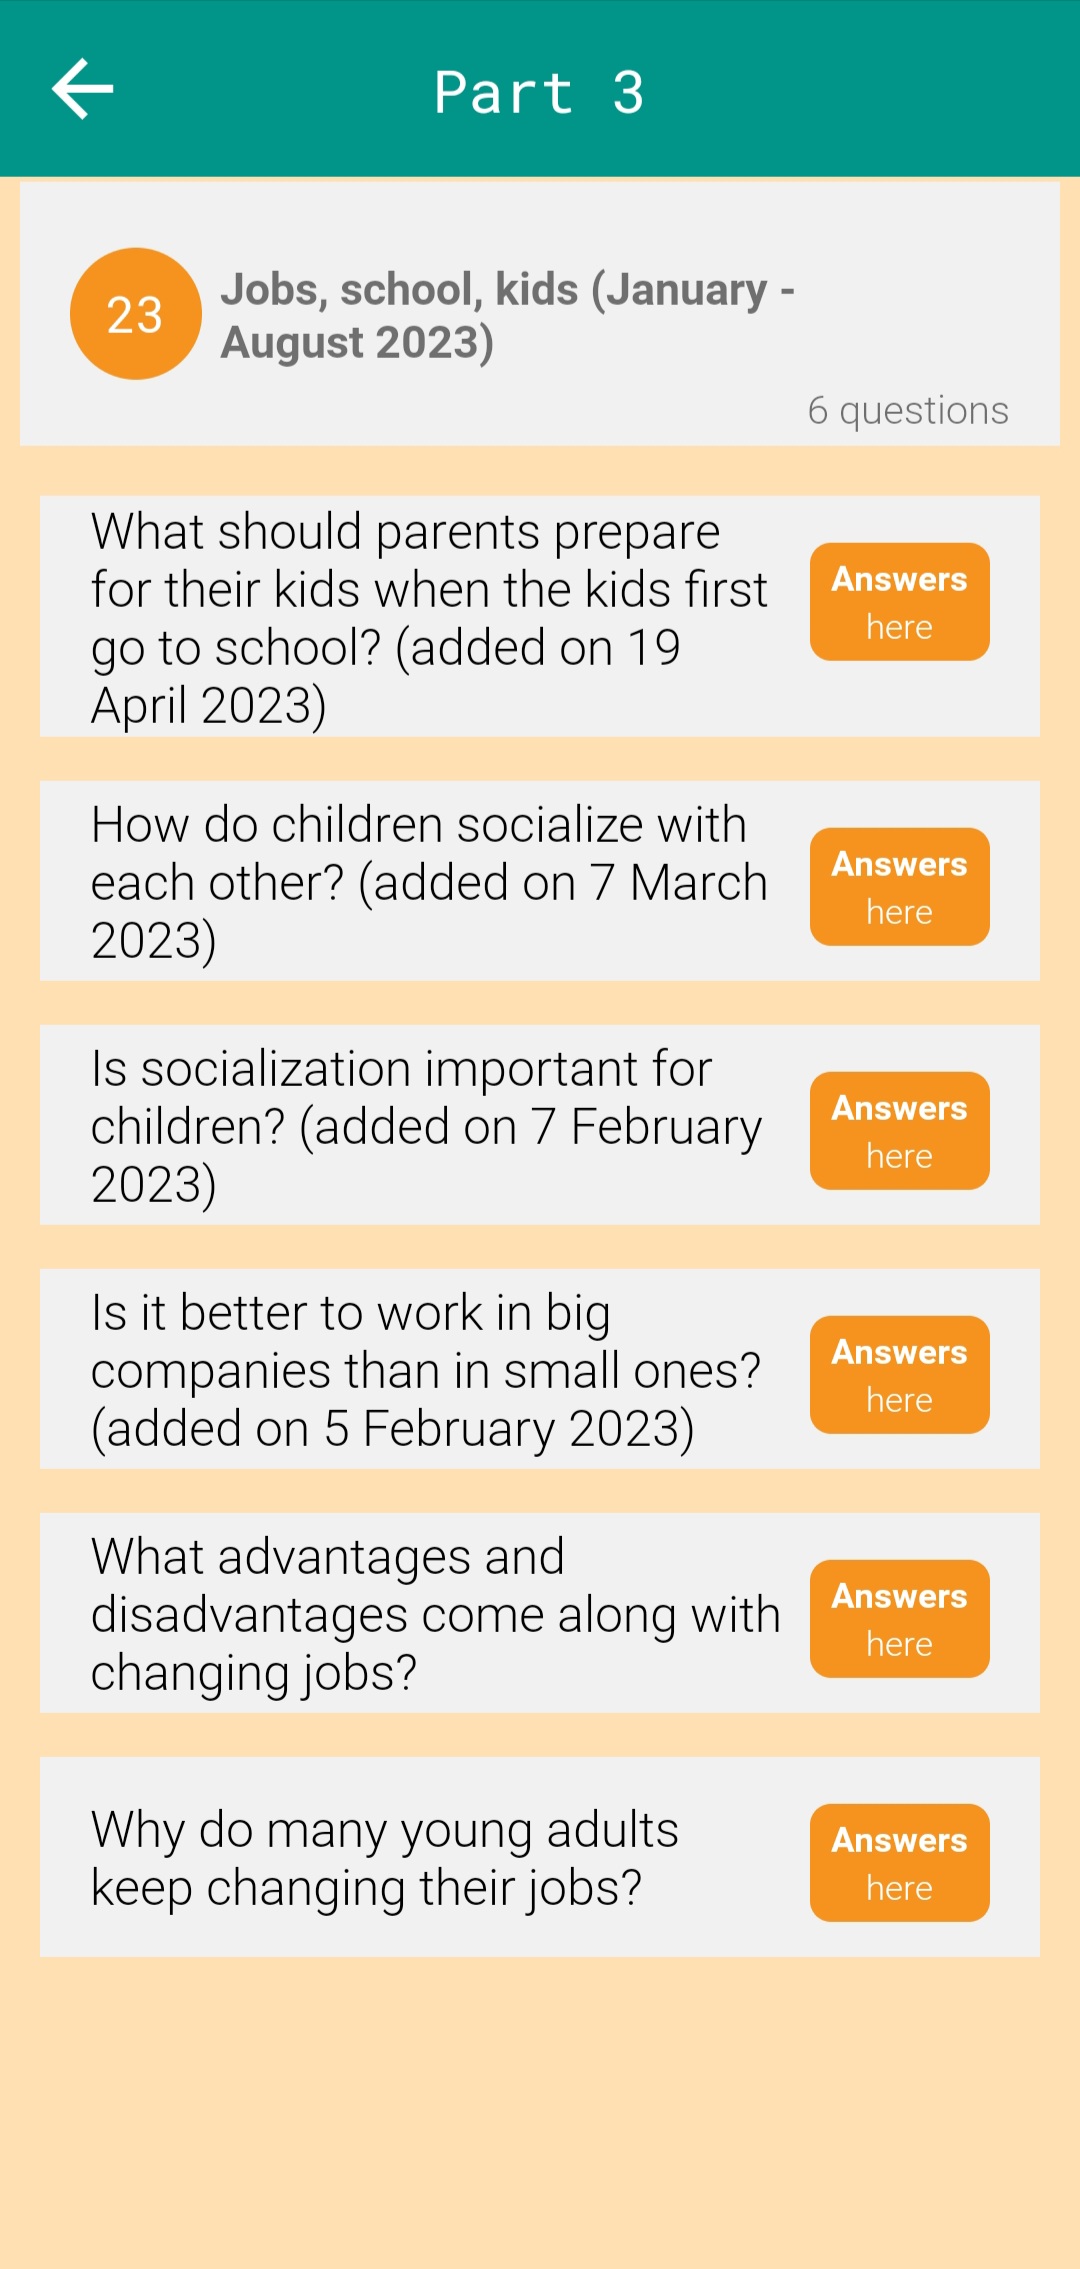 Part 3
23
Jobs, school, kids (January -
August 2023)
6 questions
What should parents prepare
for their kids when the kids first
go to school? (added on 19
April 2023)
Answers
here
How do children socialize with
each other? (added on 7 March
2023)
Answers
here
Is socialization important for
children? (added on 7 February
2023)
Answers
here
Is it better to work in big
companies than in small ones?
(added on 5 February 2023)
Answers
here
What advantages and
disadvantages come along with
changing jobs?
Answers
here
Why do many young adults
keep changing their jobs?
Answers
here